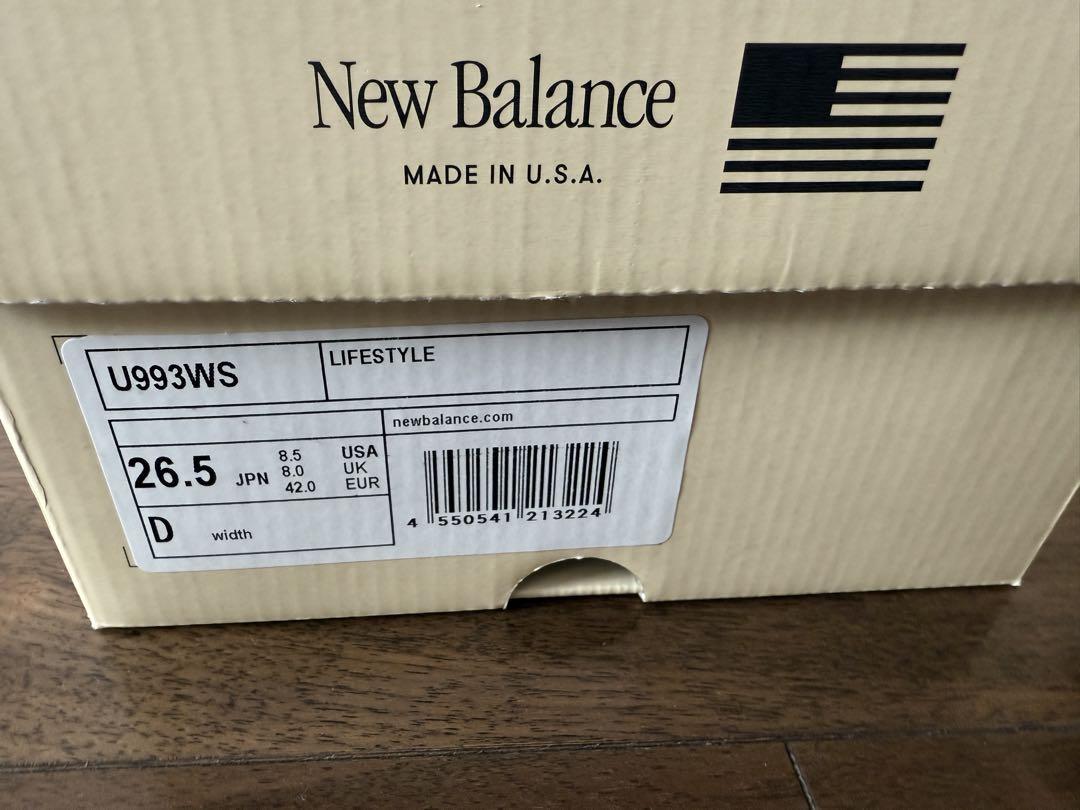 New Balance
MADE IN U.S.A.
U993WS
LIFESTYLE
newbalance.com
26.5 JPN
8.5 USA
8.0 UK
42.0 EUR
D width
4 550541 213224